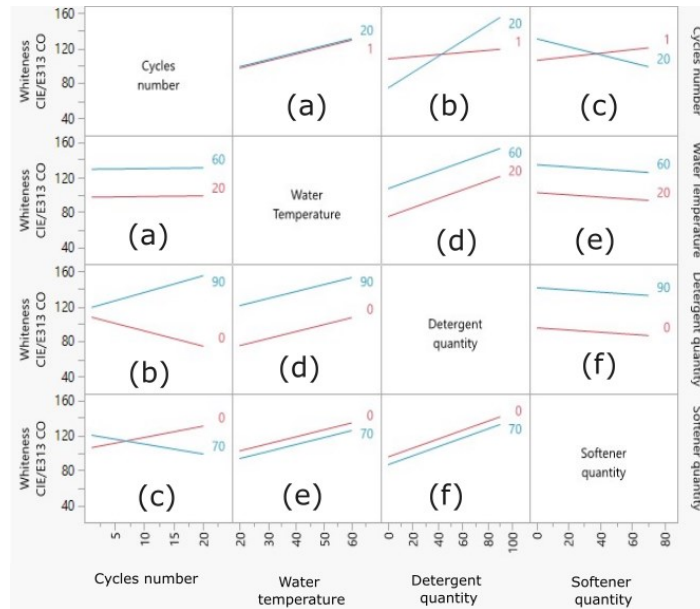 Whiteness
CIE/E313 CO
160
120
80
40
Cycles
number
20
1
(a)
20
1
(b)
1
20
(c)
Cycles number
Whiteness
CIE/E313 CO
160
120
80
40
60
20
(a)
Water
Temperature
60
20
(d)
60
20
(e)
Water Temperature
Whiteness
CIE/E313 CO
160
120
80
40
90
0
(b)
90
0
(d)
Detergent
quantity
90
0
(f)
Detergent
quantity
Whiteness
CIE/E313 CO
160
120
80
40
0
70
(c)
0
70
(e)
0
70
(f)
Softener
quantity
Softener
quantity
5 10 15 20
20 30 40 50 60
0 20 40 60 80 100
0 20 40 60 80
Cycles number
Water
temperature
Detergent
quantity
Softener
quantity